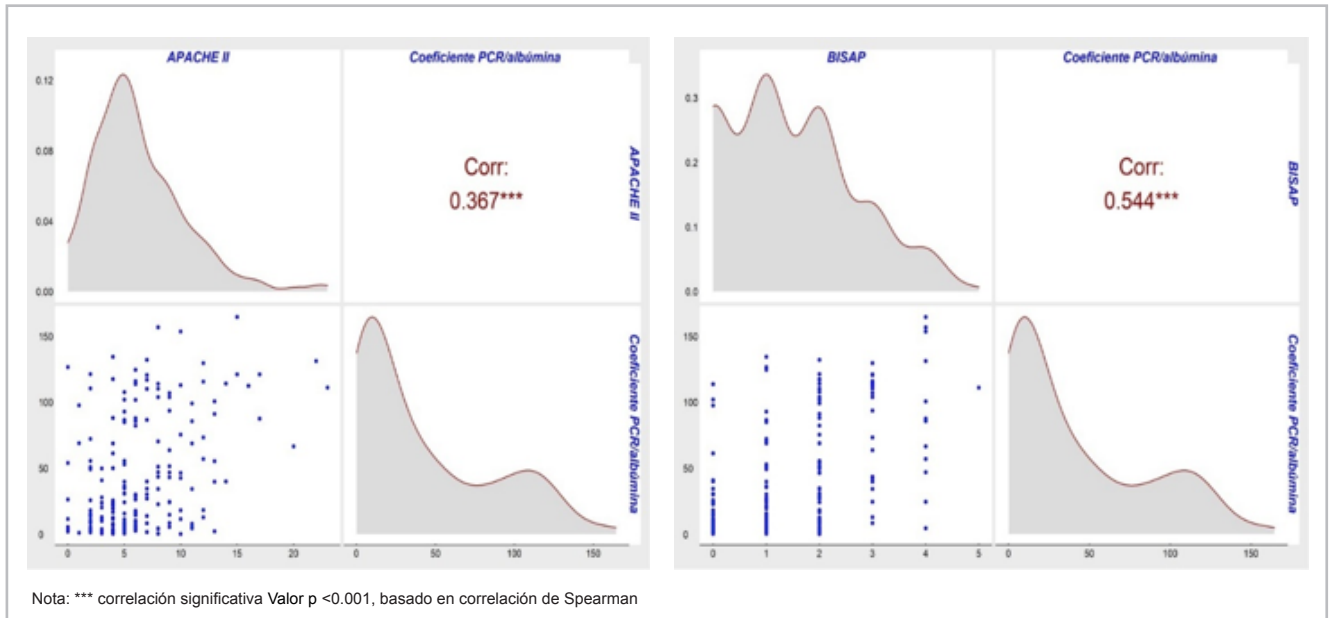 APACHE II
Coeficiente PCR/albúmina
0.12
0.08
0.04
0.00
Corr:
0.367***
APACHE II
150
100
50
0
0 5 10 15 20
0 50 100 150
Coeficiente PCR/albúmina
BISAP
Coeficiente PCR/albúmina
0.3
0.2
0.1
0.0
Corr:
0.544***
BISAP
150
100
50
0
0 1 2 3 4 5
0 50 100 150
Coeficiente PCR/albúmina
Nota: *** correlación significativa Valor p <0.001, basado en correlación de Spearman